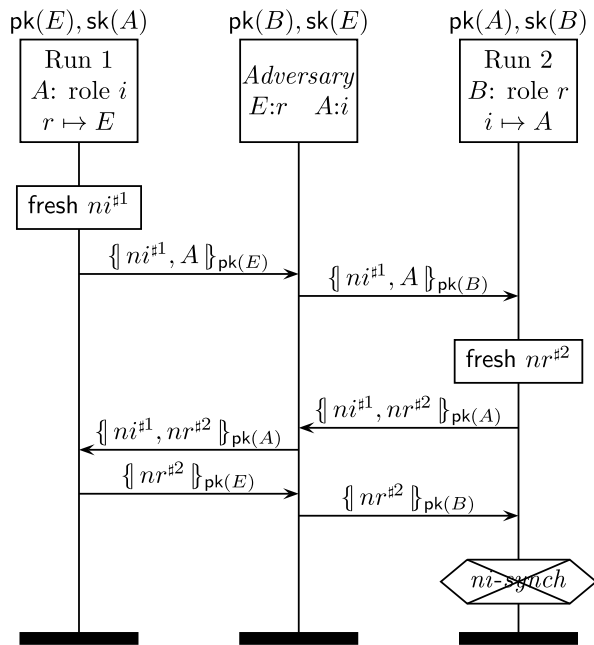 pk(E), sk(A)
pk(B), sk(E)
pk(A), sk(B)
Run 1
A: role i
r ↦ E
Adversary
E:r A:i
Run 2
B: role r
i ↦ A
fresh ni♯1
{| ni♯1, A |}pk(E)
{| ni♯1, A |}pk(B)
fresh nr♯2
{| ni♯1, nr♯2 |}pk(A)
{| ni♯1, nr♯2 |}pk(A)
{| nr♯2 |}pk(E)
{| nr♯2 |}pk(B)
ni-synch